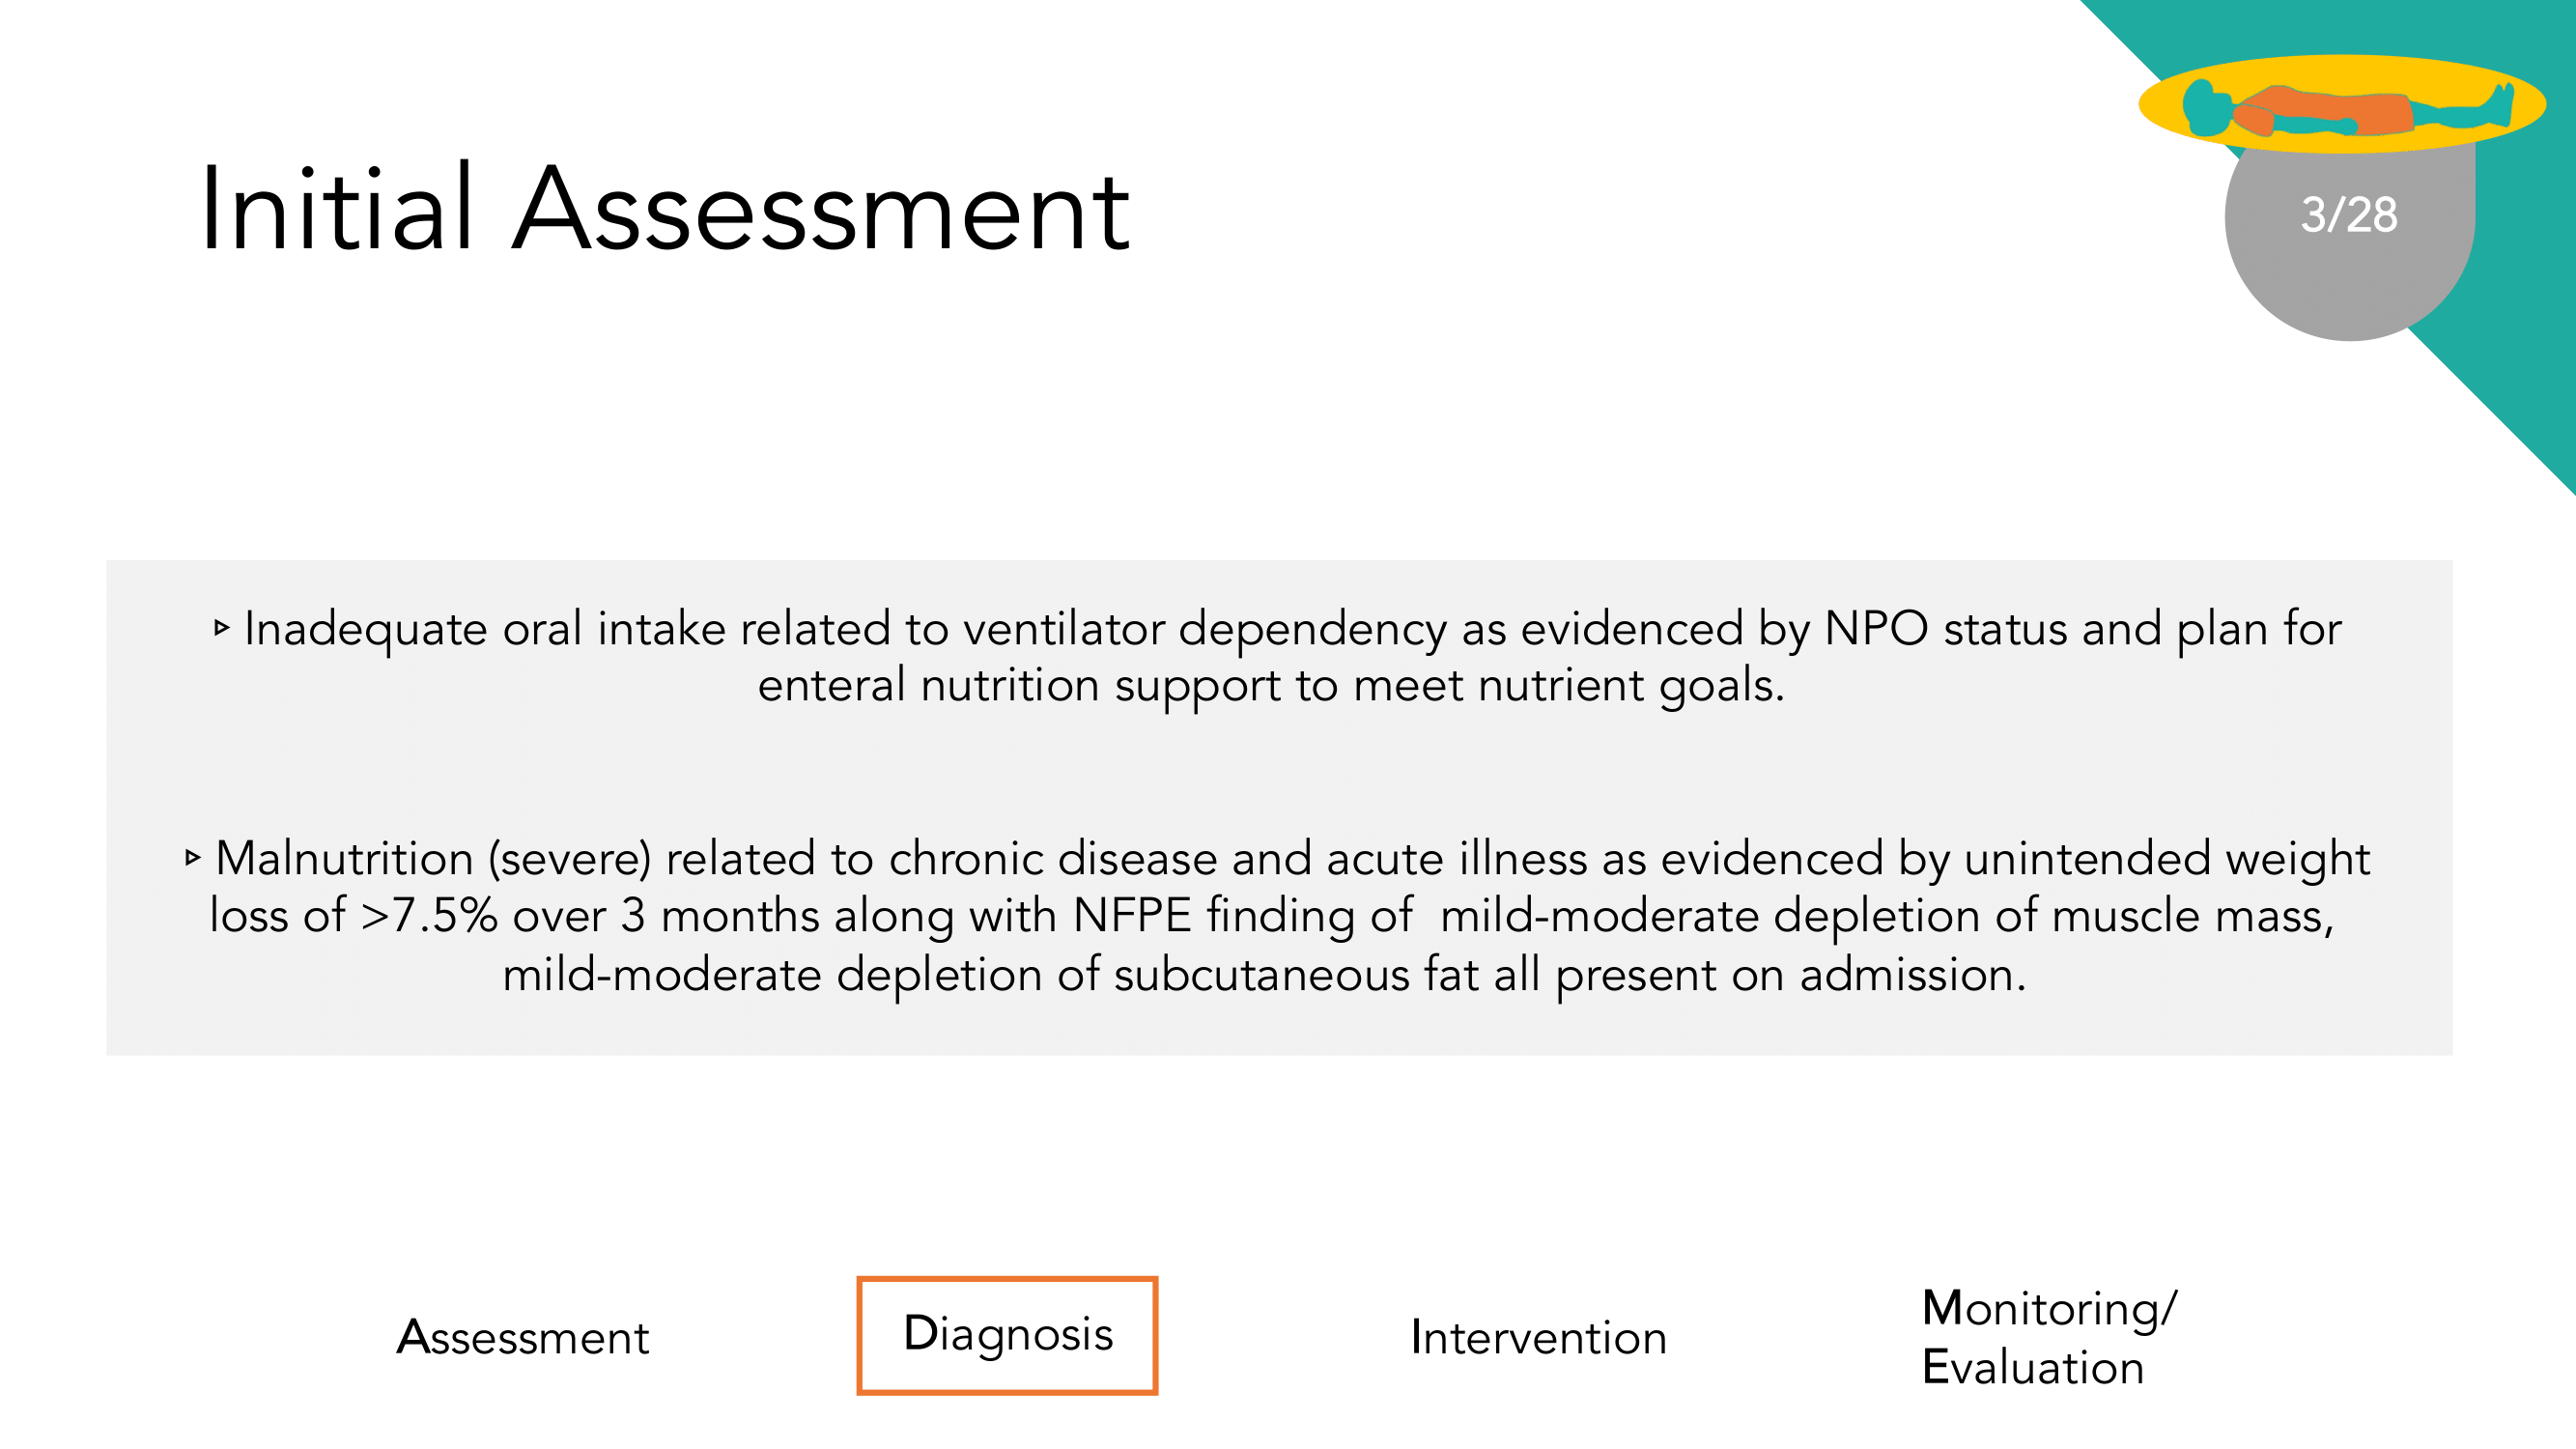 Initial Assessment
3/28
▹ Inadequate oral intake related to ventilator dependency as evidenced by NPO status and plan for
enteral nutrition support to meet nutrient goals.
▹ Malnutrition (severe) related to chronic disease and acute illness as evidenced by unintended weight
loss of >7.5% over 3 months along with NFPE finding of  mild-moderate depletion of muscle mass,
mild-moderate depletion of subcutaneous fat all present on admission.
Assessment
Diagnosis
Intervention
Monitoring/
Evaluation